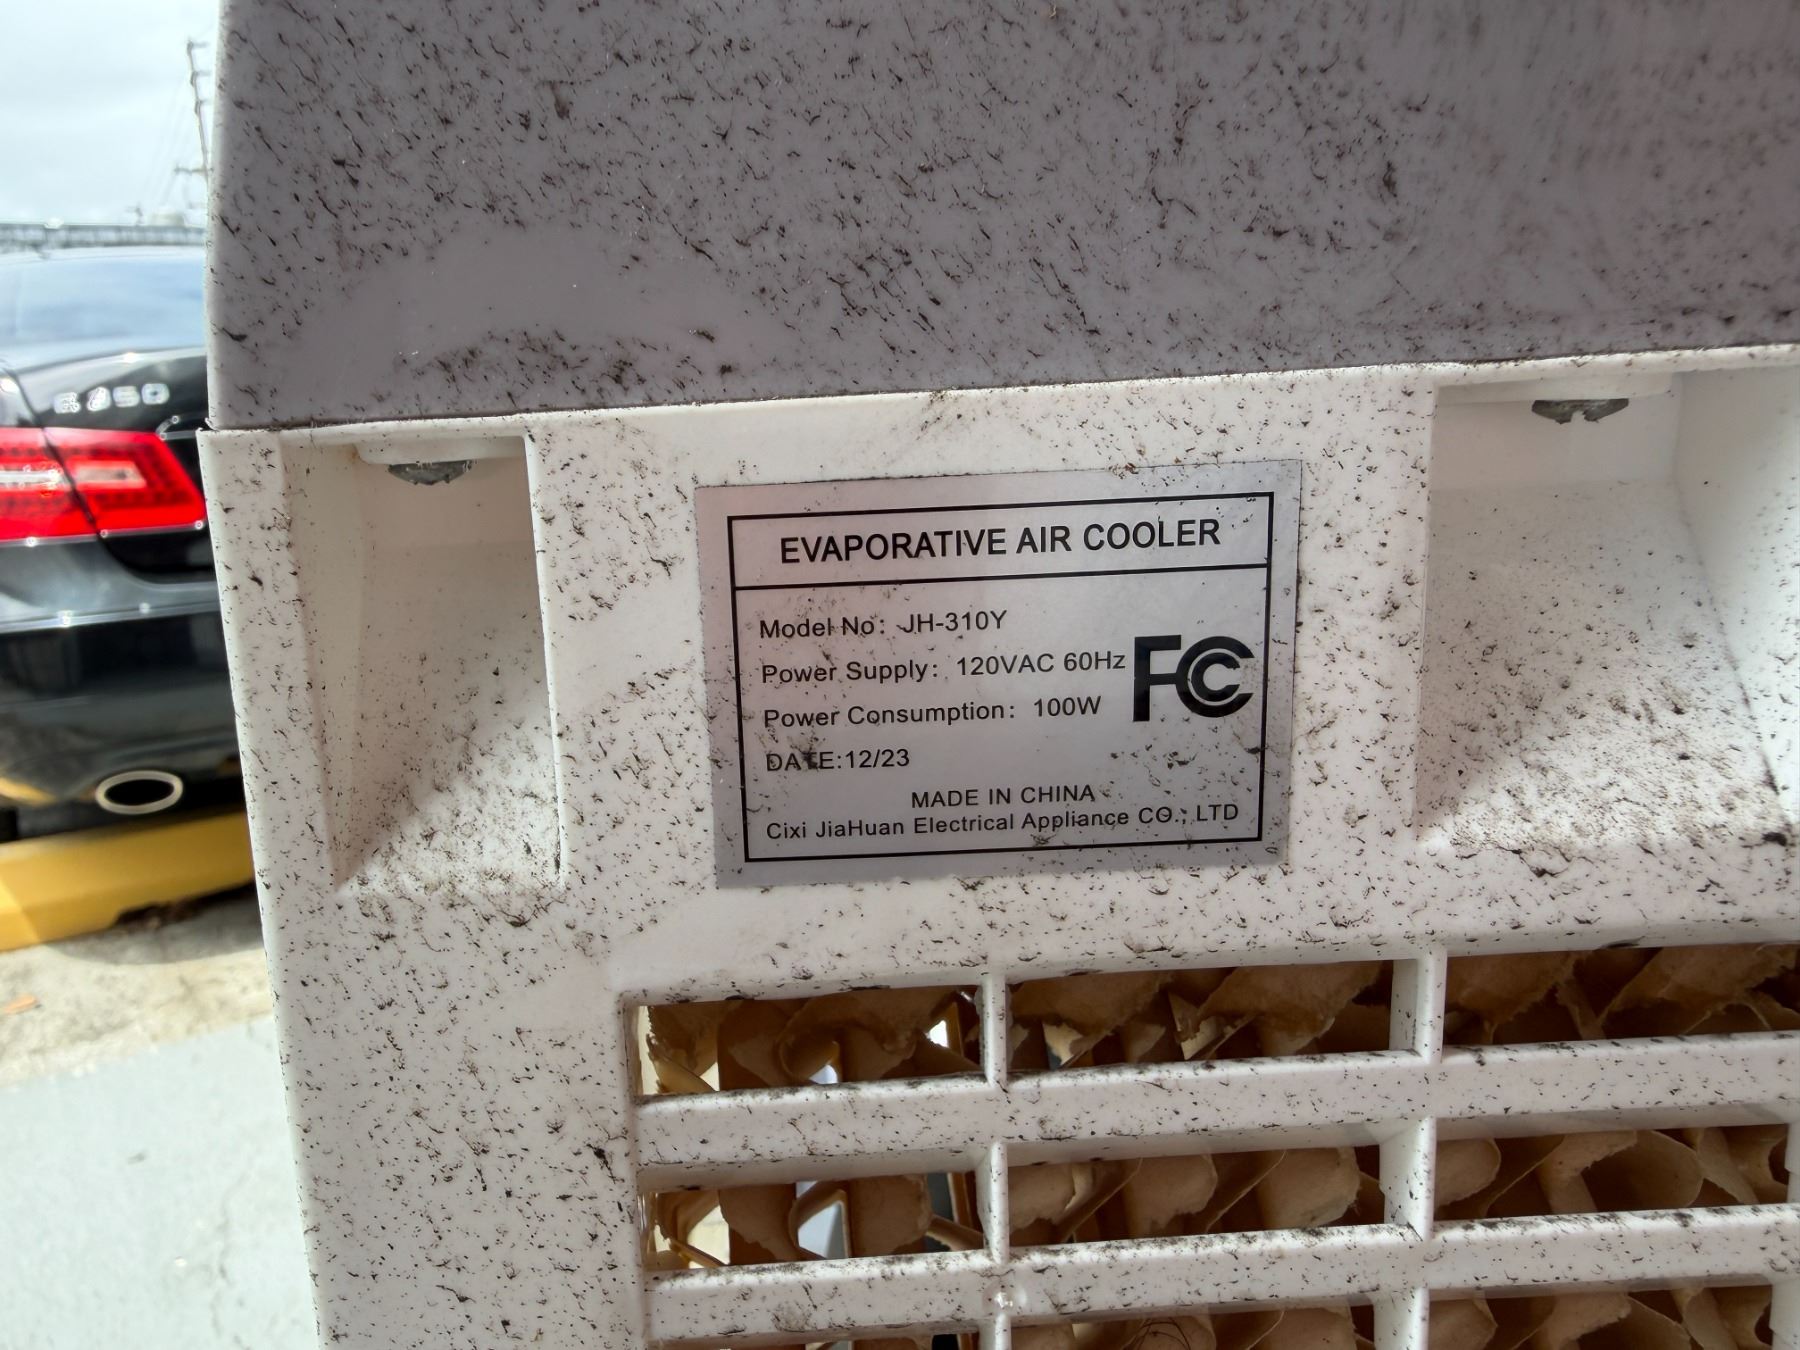 EVAPORATIVE AIR COOLER
Model No: JH-310Y
Power Supply: 120VAC 60Hz
FC
Power Consumption: 100W
DATE:12/23
MADE IN CHINA
Cixi JiaHuan Electrical Appliance CO., LTD